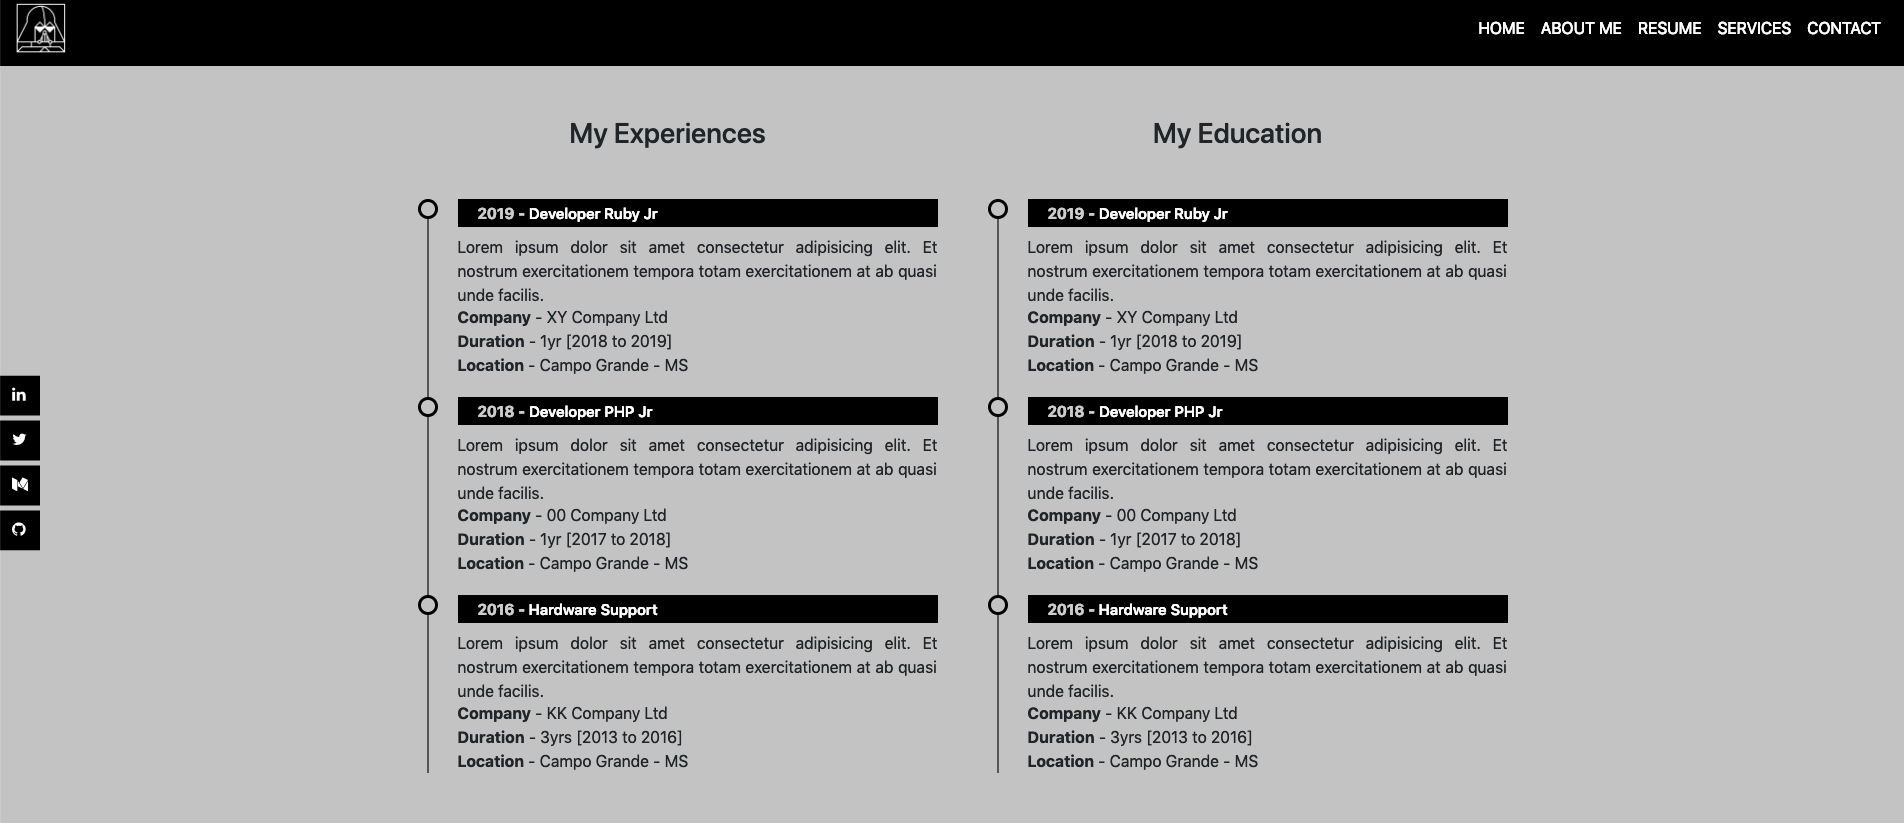 HOME ABOUT ME RESUME SERVICES CONTACT
My Experiences
2019 - Developer Ruby Jr
Lorem ipsum dolor sit amet consectetur adipisicing elit. Et
nostrum exercitationem tempora totam exercitationem at ab quasi
unde facilis.
Company - XY Company Ltd
Duration - 1yr [2018 to 2019]
Location - Campo Grande - MS
2018 - Developer PHP Jr
Lorem ipsum dolor sit amet consectetur adipisicing elit. Et
nostrum exercitationem tempora totam exercitationem at ab quasi
unde facilis.
Company - 00 Company Ltd
Duration - 1yr [2017 to 2018]
Location - Campo Grande - MS
2016 - Hardware Support
Lorem ipsum dolor sit amet consectetur adipisicing elit. Et
nostrum exercitationem tempora totam exercitationem at ab quasi
unde facilis.
Company - KK Company Ltd
Duration - 3yrs [2013 to 2016]
Location - Campo Grande - MS
My Education
2019 - Developer Ruby Jr
Lorem ipsum dolor sit amet consectetur adipisicing elit. Et
nostrum exercitationem tempora totam exercitationem at ab quasi
unde facilis.
Company - XY Company Ltd
Duration - 1yr [2018 to 2019]
Location - Campo Grande - MS
2018 - Developer PHP Jr
Lorem ipsum dolor sit amet consectetur adipisicing elit. Et
nostrum exercitationem tempora totam exercitationem at ab quasi
unde facilis.
Company - 00 Company Ltd
Duration - 1yr [2017 to 2018]
Location - Campo Grande - MS
2016 - Hardware Support
Lorem ipsum dolor sit amet consectetur adipisicing elit. Et
nostrum exercitationem tempora totam exercitationem at ab quasi
unde facilis.
Company - KK Company Ltd
Duration - 3yrs [2013 to 2016]
Location - Campo Grande - MS
in